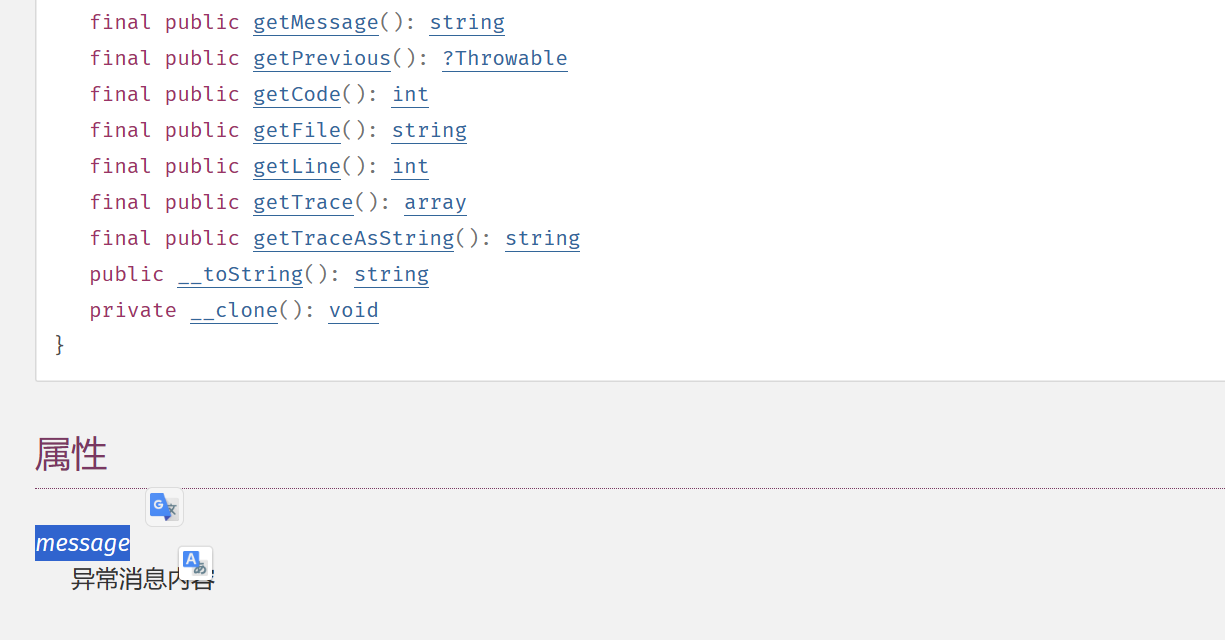 final public getMessage(): string
final public getPrevious(): ?Throwable
final public getCode(): int
final public getFile(): string
final public getLine(): int
final public getTrace(): array
final public getTraceAsString(): string
public __toString(): string
private __clone(): void
}
属性
G 文
message
A あ
异常消息内容